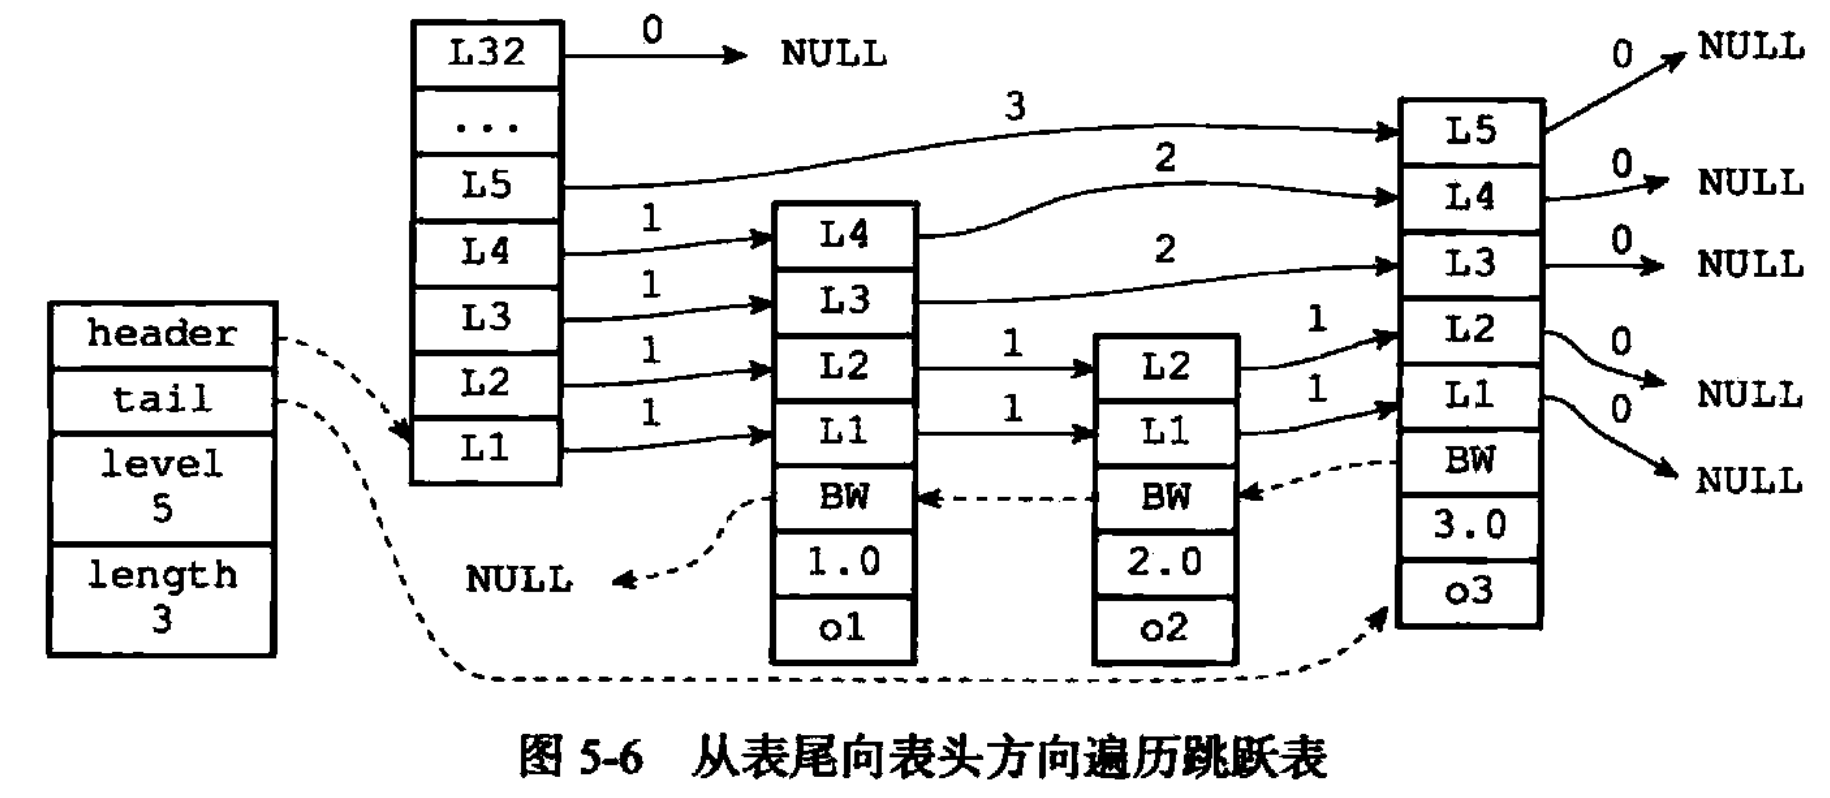 header
tail
level
5
length
3
L32
...
L5
L4
L3
L2
L1
0
NULL
3
1
1
1
1
L4
L3
L2
L1
BW
1.0
o1
NULL
2
2
1
1
L2
L1
BW
2.0
o2
1
1
L5
L4
L3
L2
L1
BW
3.0
o3
0
NULL
0
NULL
0
NULL
0
NULL
0
NULL
图 5-6 从表尾向表头方向遍历跳跃表